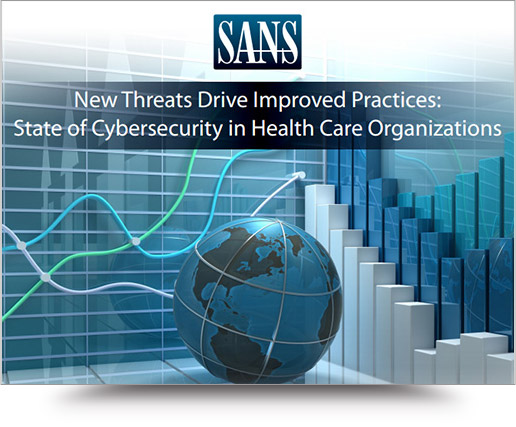 SANS
New Threats Drive Improved Practices:
State of Cybersecurity in Health Care Organizations